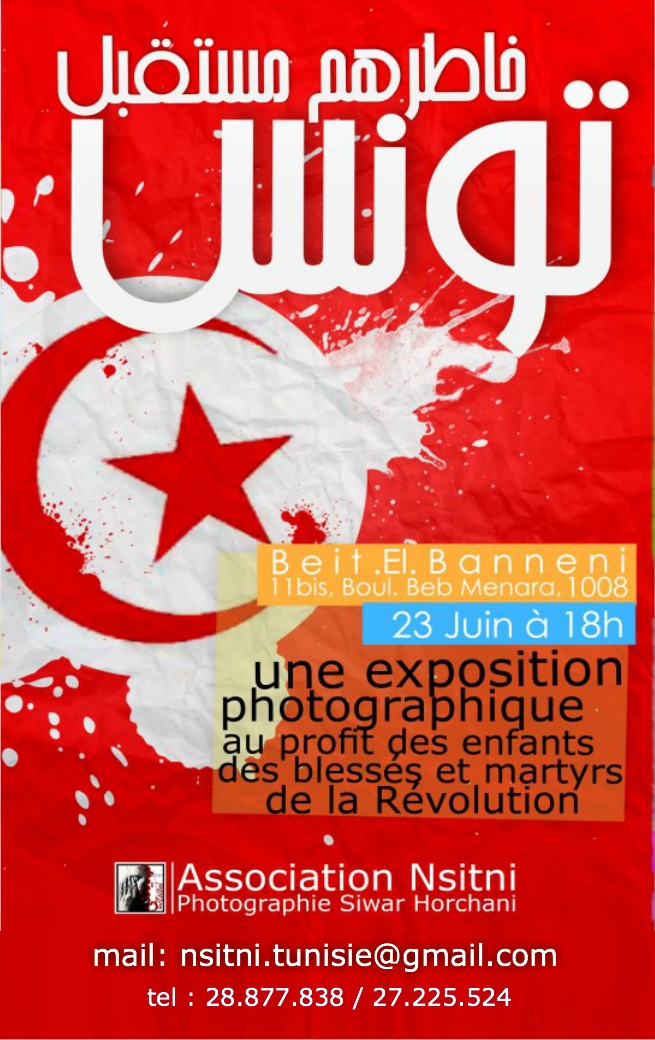 خاطرهم مستقبل
تونس
Beit.El.Banneni
11bis, Boul. Beb Menara, 1008
23 Juin à 18h
une exposition
photographique
au profit des enfants
des blessés et martyrs
de la Révolution
Association Nsitni
Photographie Siwar Horchani
mail: nsitni.tunisie@gmail.com
tel : 28.877.838 / 27.225.524